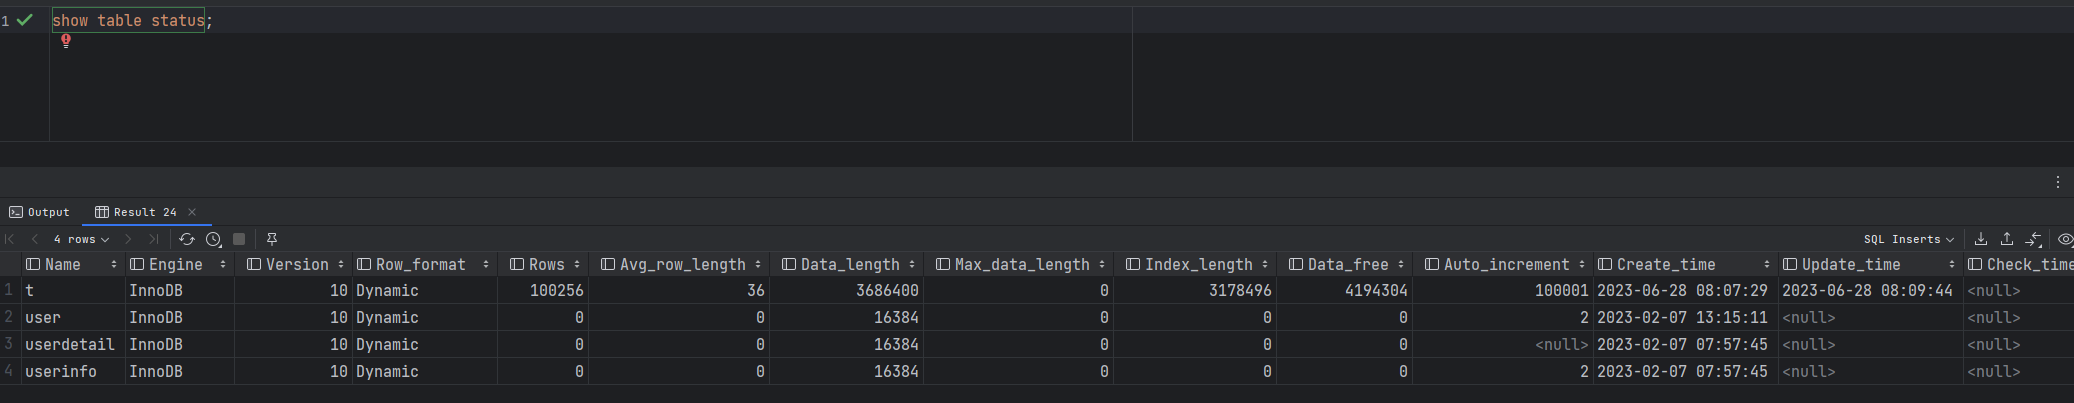 1 show table status;
Output Result 24
4 rows SQL Inserts
Name Engine Version Row_format Rows Avg_row_length Data_length Max_data_length Index_length Data_free Auto_increment Create_time Update_time Check_time
1 t InnoDB 10 Dynamic 100256 36 3686400 0 3178496 4194304 100001 2023-06-28 08:07:29 2023-06-28 08:09:44 <null>
2 user InnoDB 10 Dynamic 0 0 16384 0 0 0 2 2023-02-07 13:15:11 <null> <null>
3 userdetail InnoDB 10 Dynamic 0 0 16384 0 0 0 <null> 2023-02-07 07:57:45 <null> <null>
4 userinfo InnoDB 10 Dynamic 0 0 16384 0 0 0 2 2023-02-07 07:57:45 <null> <null>